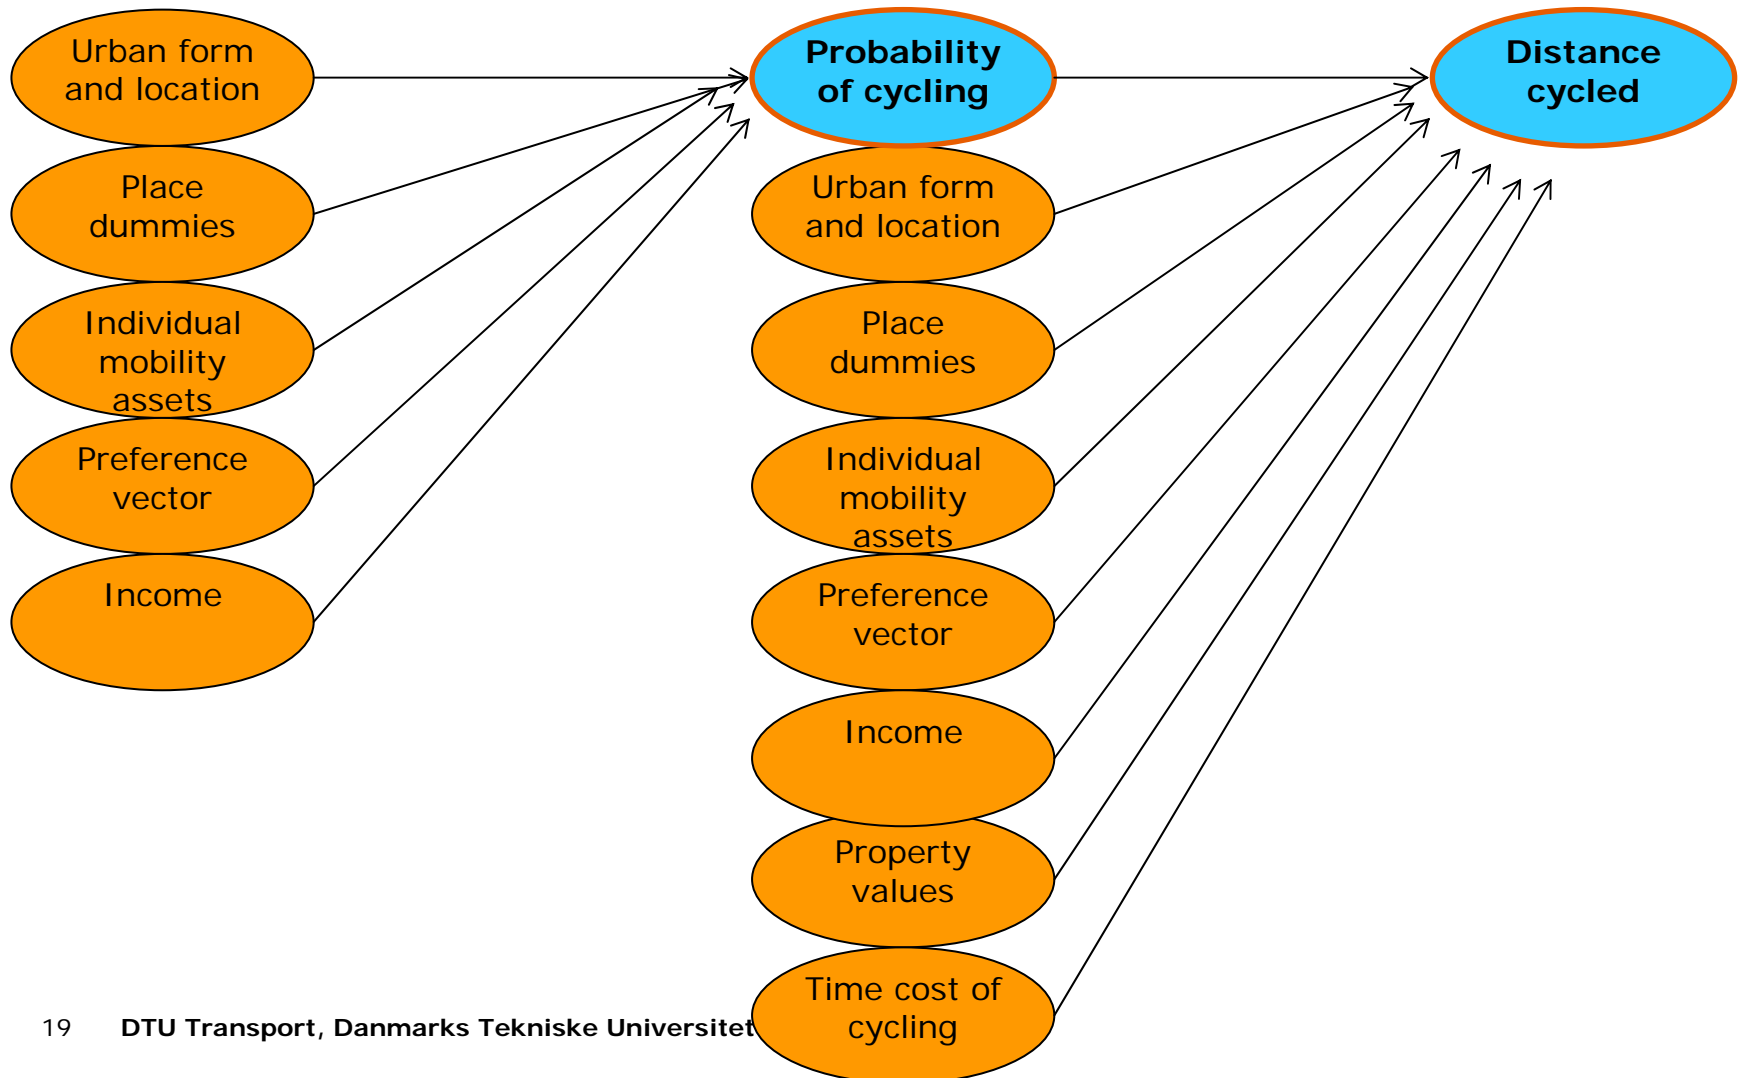 Urban form
and location
Place
dummies
Individual
mobility
assets
Preference
vector
Income
Probability
of cycling
Urban form
and location
Place
dummies
Individual
mobility
assets
Preference
vector
Income
Property
values
Time cost of
cycling
Distance
cycled
19 DTU Transport, Danmarks Tekniske Universitet